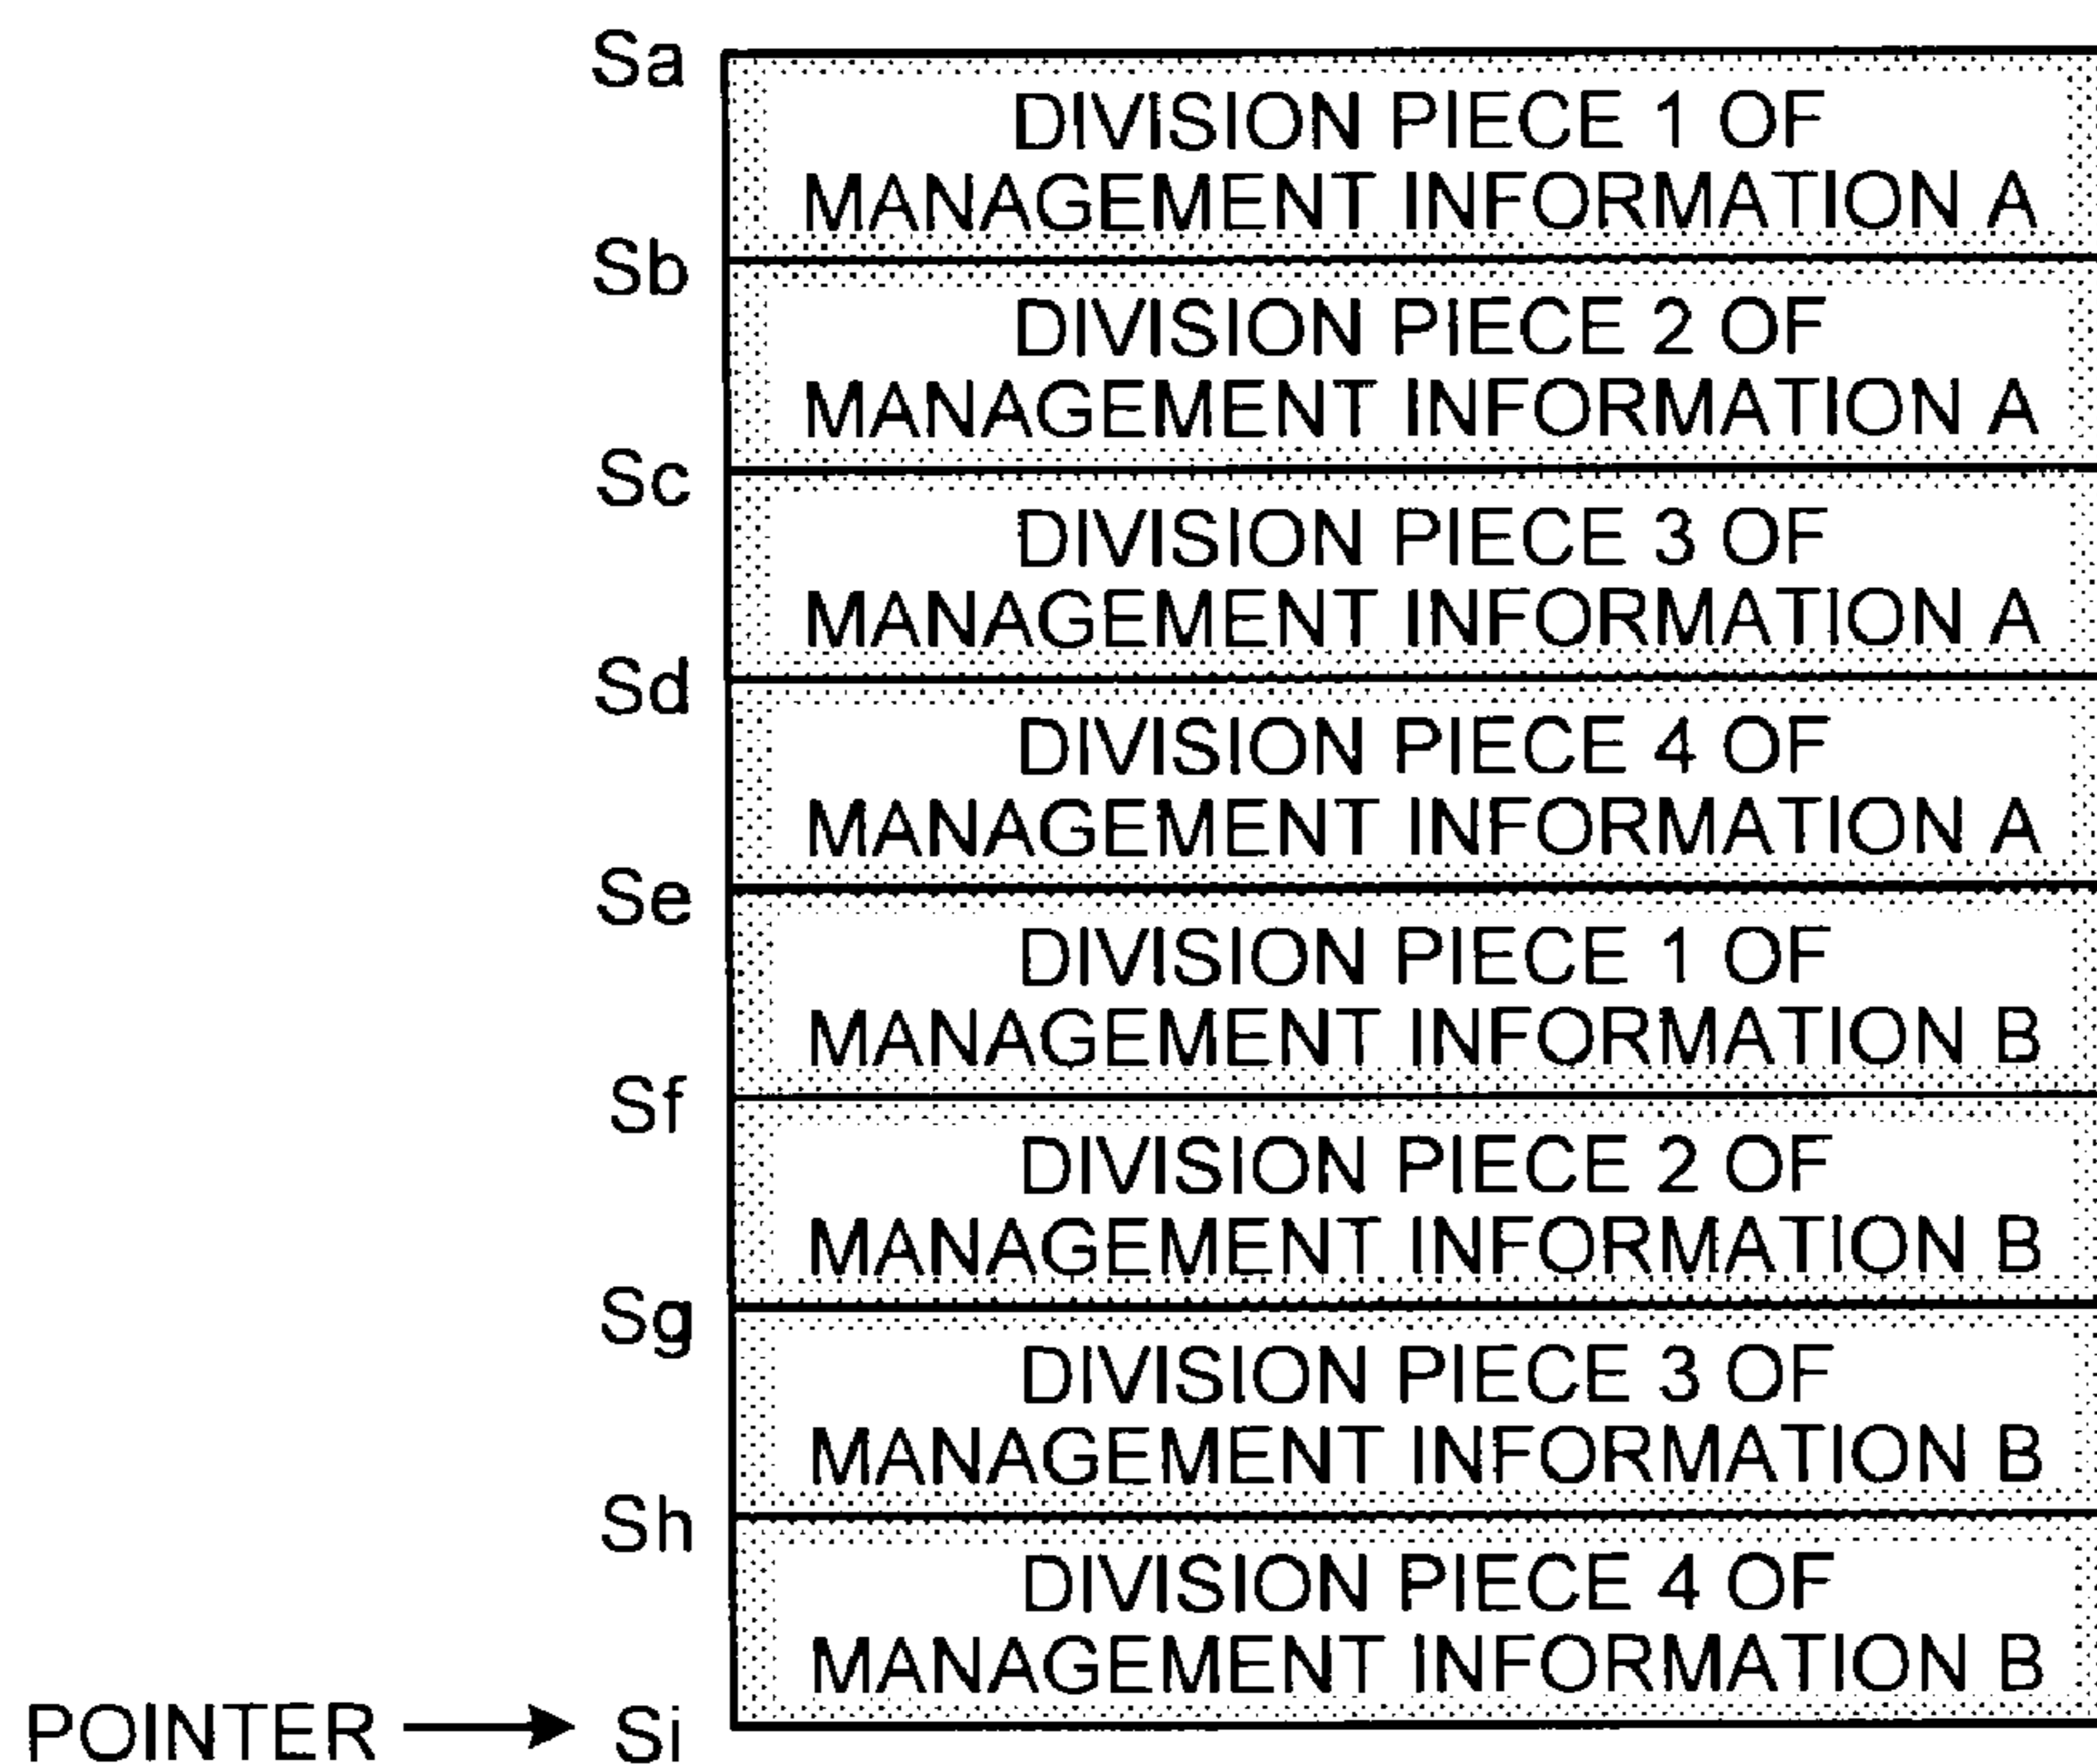 Sa
DIVISION PIECE 1 OF
MANAGEMENT INFORMATION A
Sb
DIVISION PIECE 2 OF
MANAGEMENT INFORMATION A
Sc
DIVISION PIECE 3 OF
MANAGEMENT INFORMATION A
Sd
DIVISION PIECE 4 OF
MANAGEMENT INFORMATION A
Se
DIVISION PIECE 1 OF
MANAGEMENT INFORMATION B
Sf
DIVISION PIECE 2 OF
MANAGEMENT INFORMATION B
Sg
DIVISION PIECE 3 OF
MANAGEMENT INFORMATION B
Sh
DIVISION PIECE 4 OF
MANAGEMENT INFORMATION B
POINTER Si